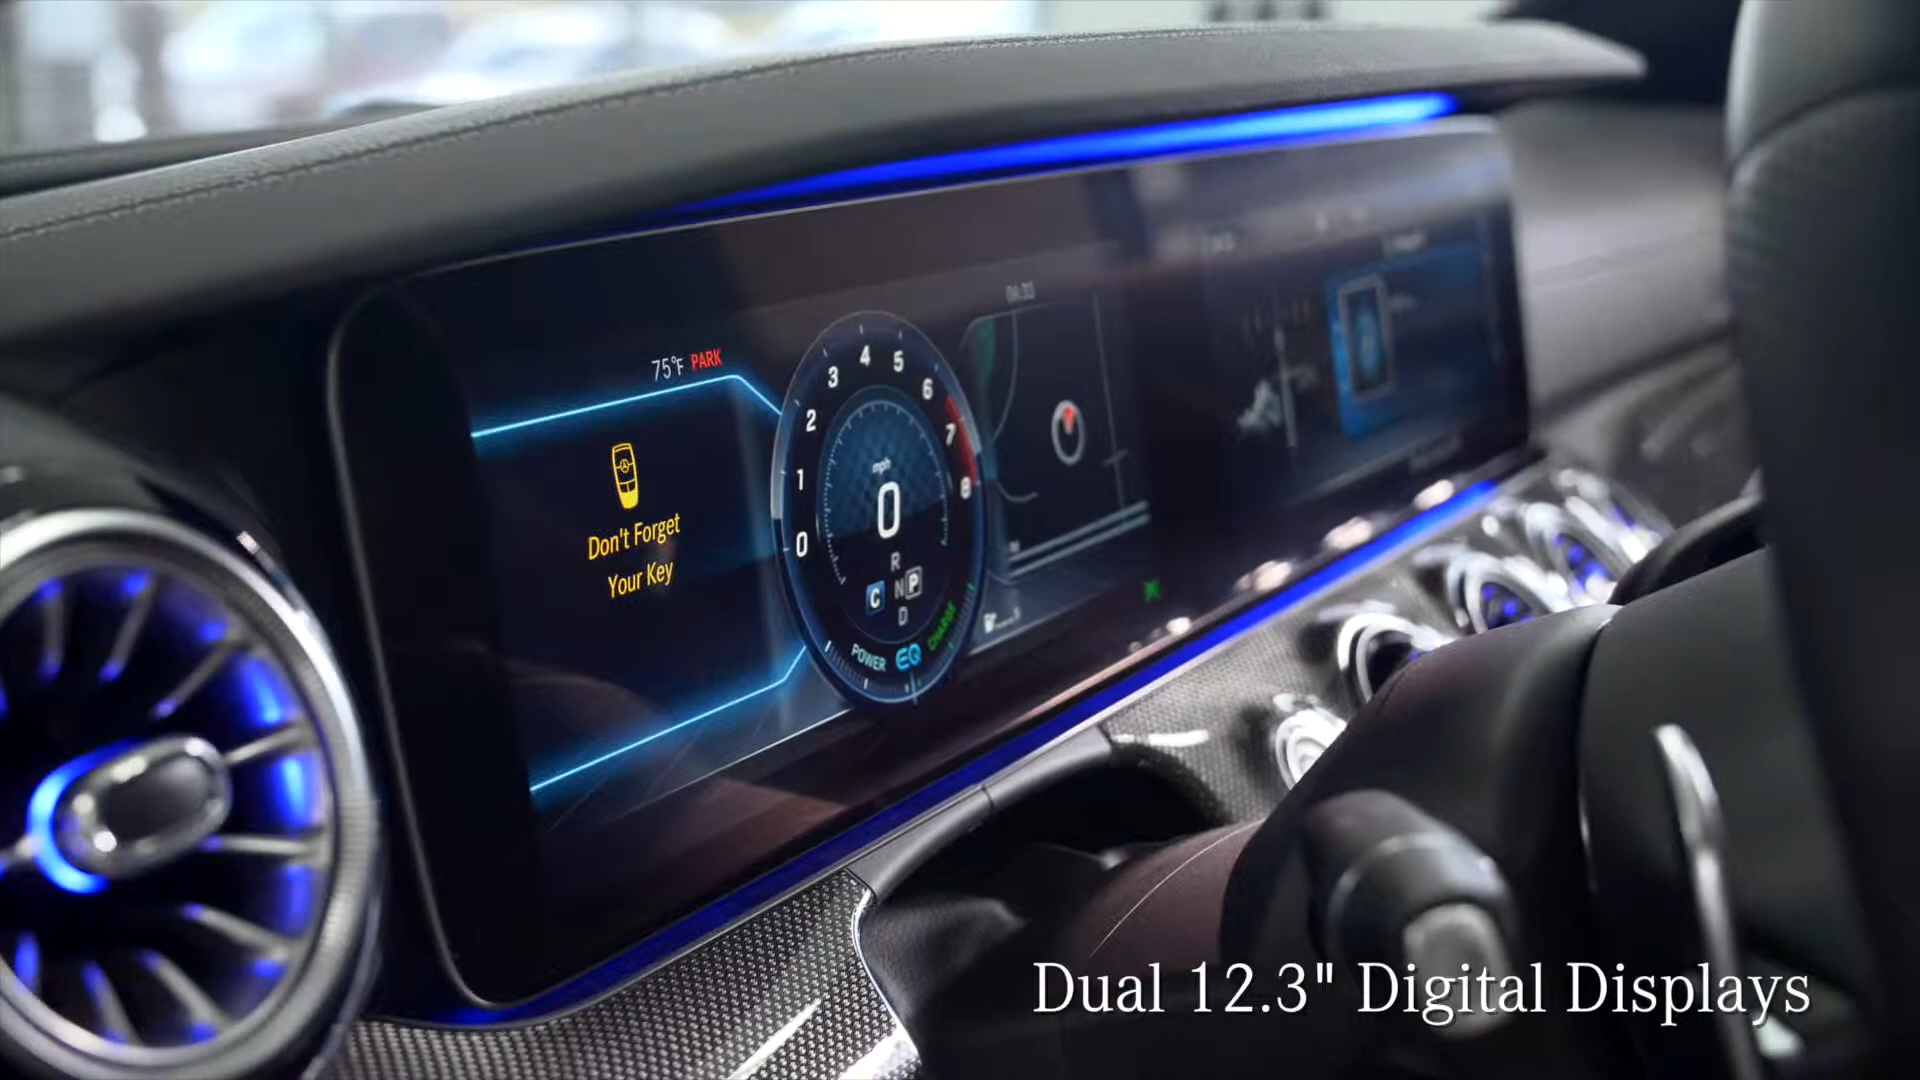 75°F PARK
Don't Forget
Your Key
0
1
2
3
4
5
6
7
8
mph
0
R
N P
D
C
POWER EQ CHARGE
Dual 12.3" Digital Displays